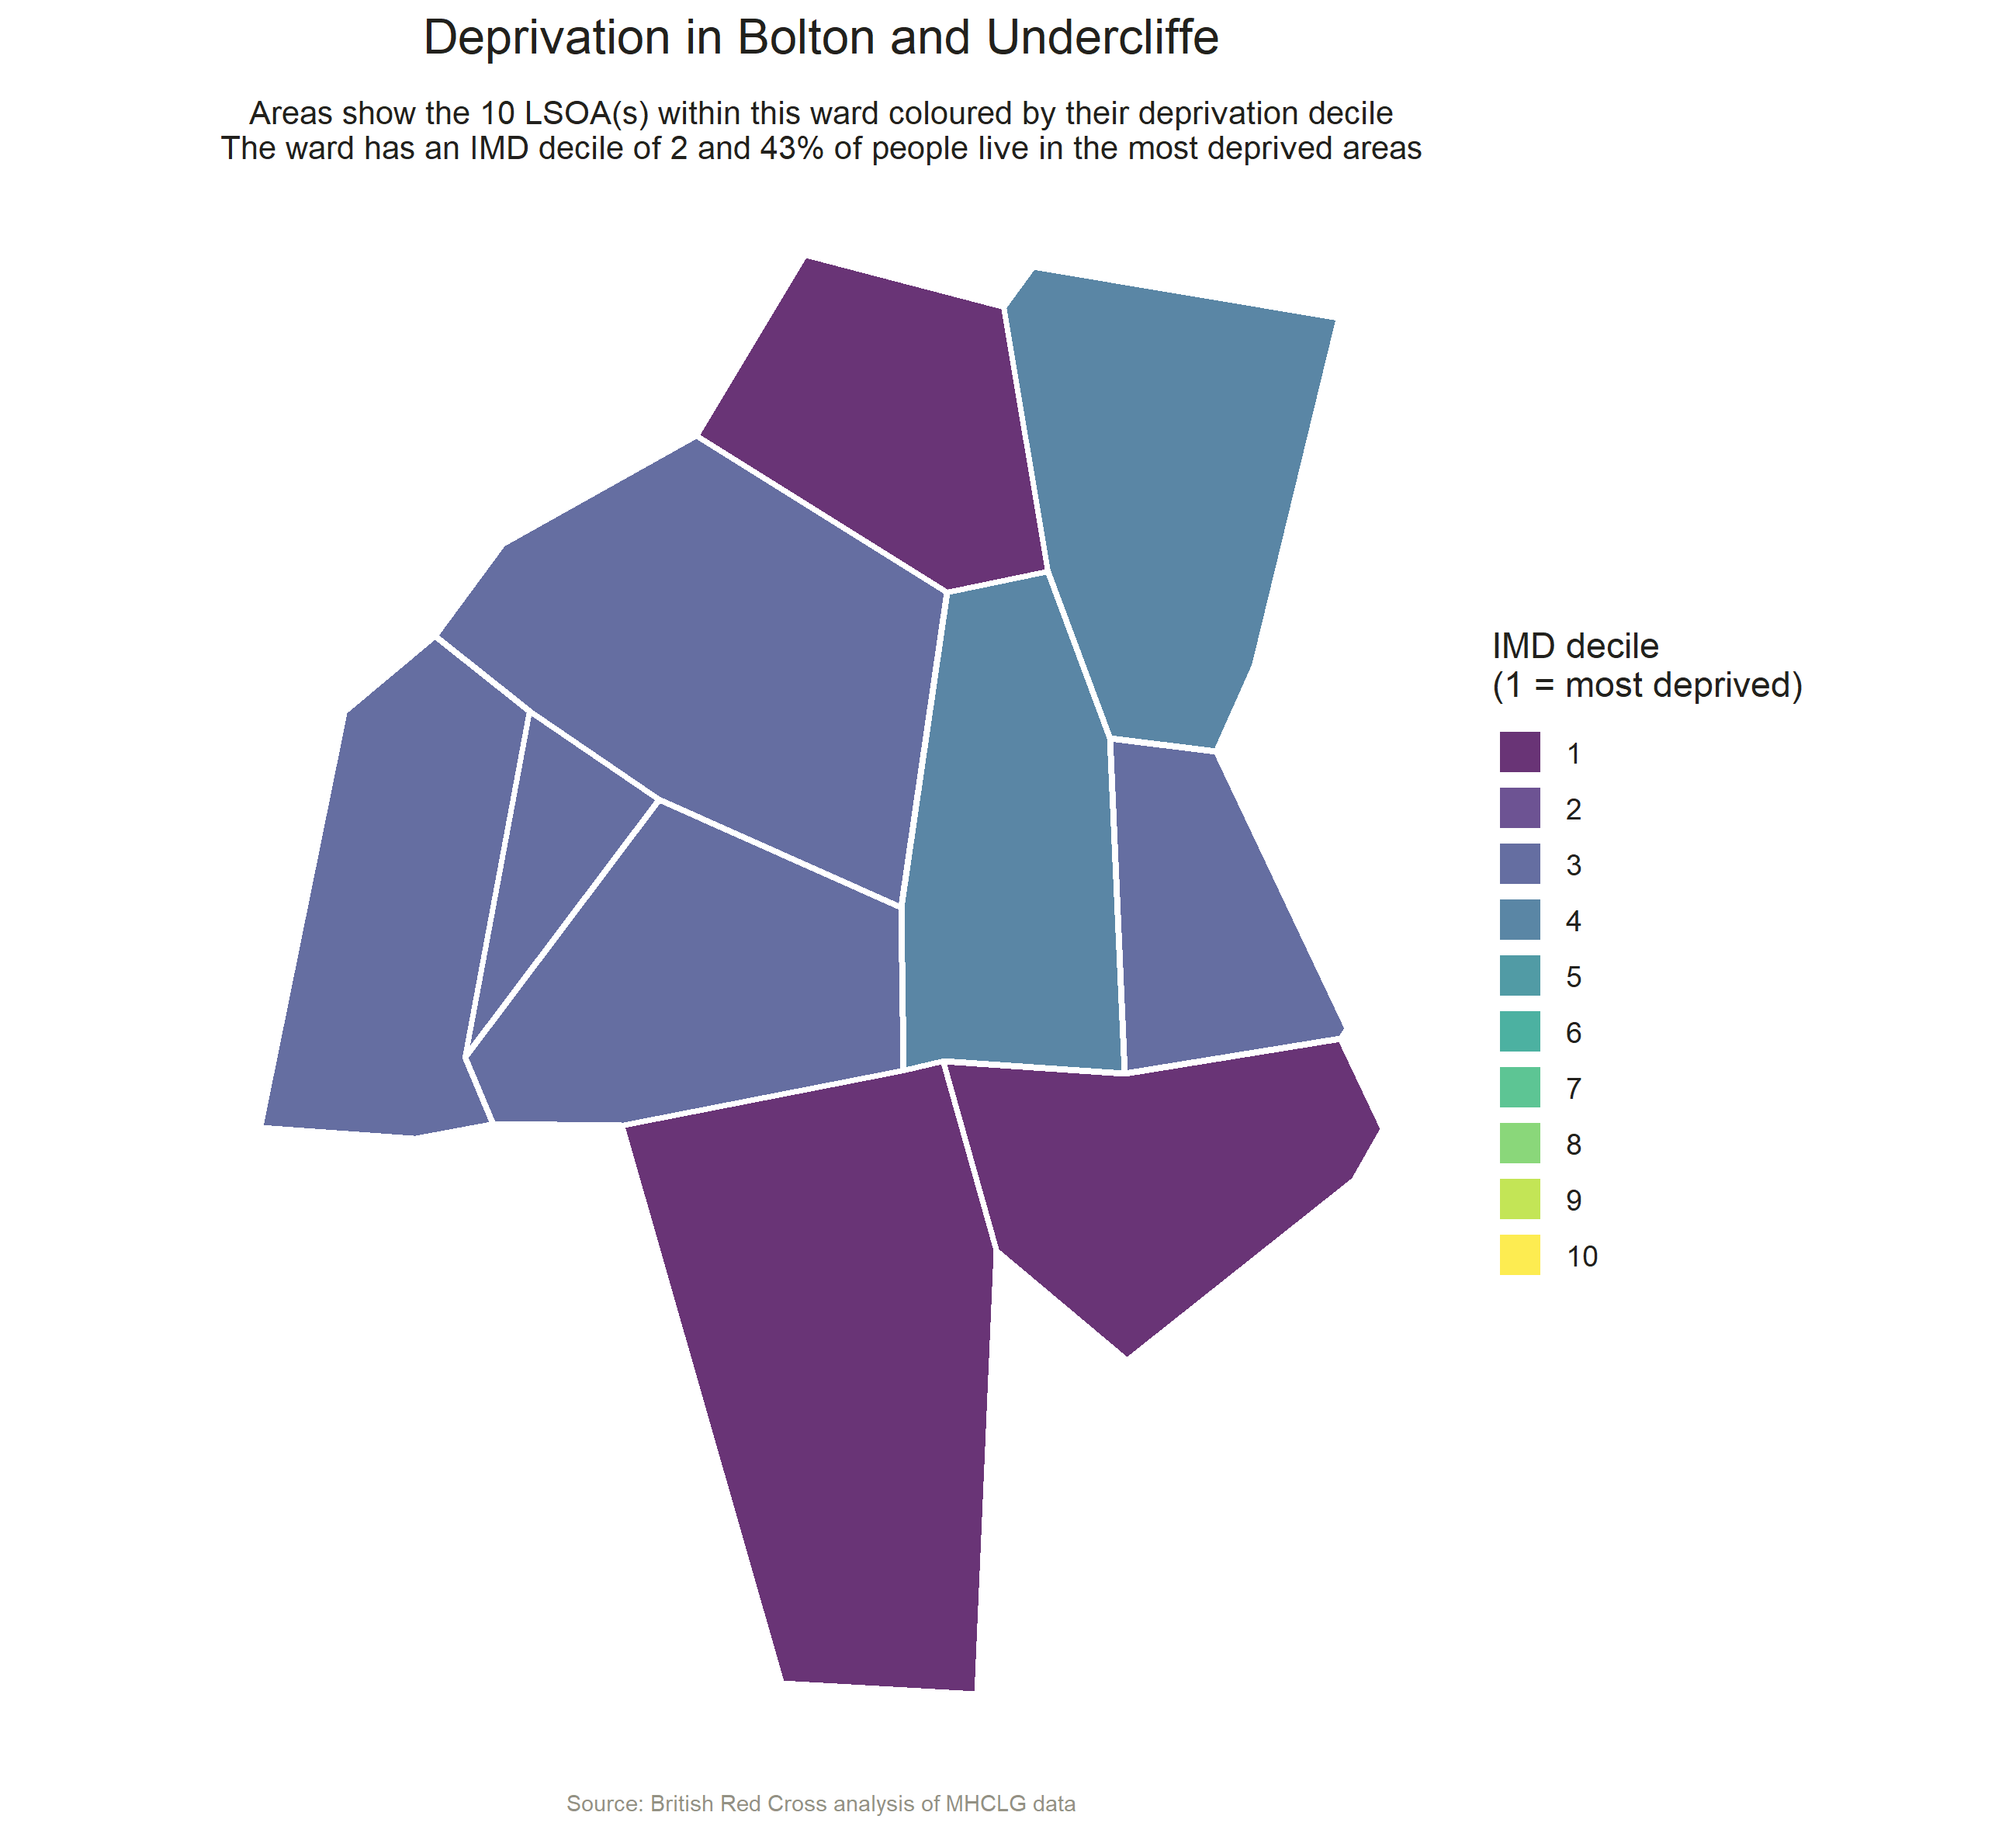 Deprivation in Bolton and Undercliffe
Areas show the 10 LSOA(s) within this ward coloured by their deprivation decile
The ward has an IMD decile of 2 and 43% of people live in the most deprived areas
IMD decile
(1 = most deprived)
1
2
3
4
5
6
7
8
9
10
Source: British Red Cross analysis of MHCLG data